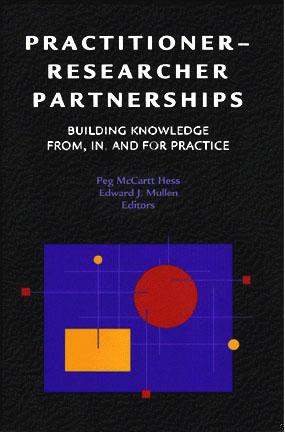 PRACTITIONER–
RESEARCHER
PARTNERSHIPS
BUILDING KNOWLEDGE
FROM, IN, AND FOR PRACTICE
Peg McCartt Hess
Edward J. Mullen
Editors